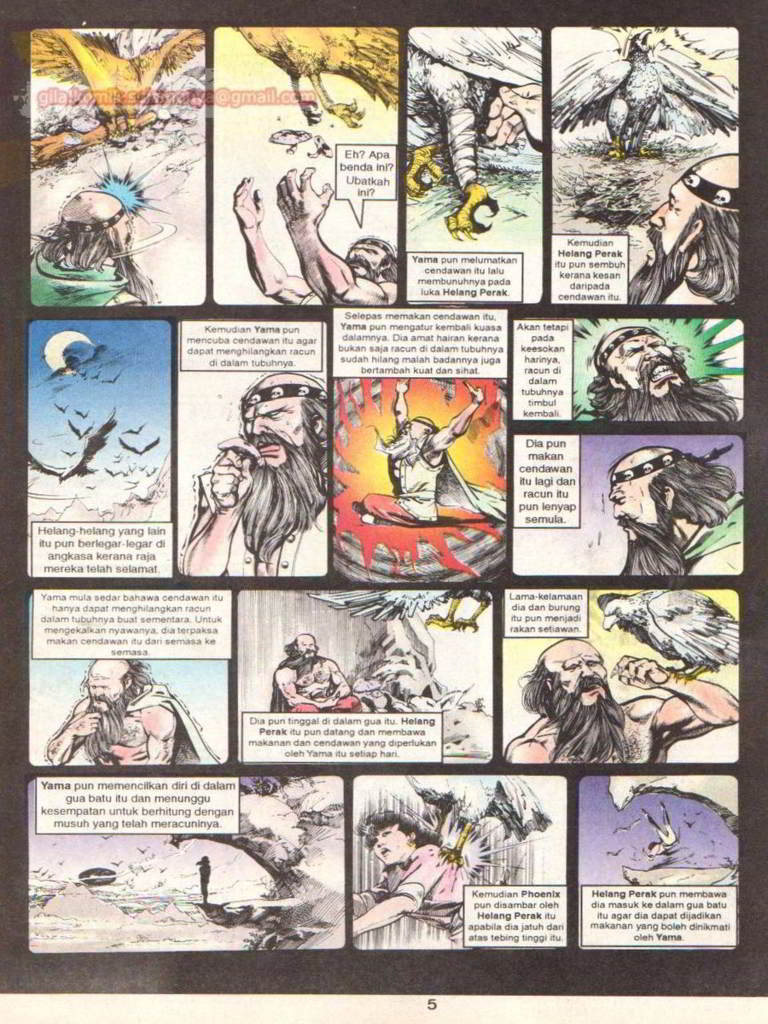 Eh? Apa
benda ini?
Ubatkah
ini?
Yama pun melumatkan
cendawan itu lalu
membunuhnya pada
luka Helang Perak.
Kemudian
Helang Perak
itu pun sembuh
kerana kesan
daripada
cendawan itu.
Helang-helang yang lain
itu pun berlegar-legar di
angkasa kerana raja
mereka telah selamat.
Kemudian Yama pun
mencuba cendawan itu agar
dapat menghilangkan racun
di dalam tubuhnya.
Selepas memakan cendawan itu,
Yama pun mengatur kembali kuasa
dalamnya. Dia amat hairan kerana
bukan saja racun di dalam tubuhnya
sudah hilang malah badannya juga
bertambah kuat dan sihat.
Akan tetapi
pada
keesokan
harinya,
racun di
dalam
tubuhnya
timbul
kembali.
Dia pun
makan
cendawan
itu lagi dan
racun itu
pun lenyap
semula.
Yama mula sedar bahawa cendawan itu
hanya dapat menghilangkan racun
dalam tubuhnya buat sementara. Untuk
mengekalkan nyawanya, dia terpaksa
makan cendawan itu dari semasa ke
semasa.
Dia pun tinggal di dalam gua itu. Helang
Perak itu pun datang dan membawa
makanan dan cendawan yang diperlukan
oleh Yama itu setiap hari.
Lama-kelamaan
dia dan burung
itu pun menjadi
rakan setiawan.
Yama pun memencilkan diri di dalam
gua batu itu dan menunggu
kesempatan untuk berhitung dengan
musuh yang telah meracuninya.
Kemudian Phoenix
pun disambar oleh
Helang Perak itu
apabila dia jatuh dari
atas tebing tinggi itu.
Helang Perak pun membawa
dia masuk ke dalam gua batu
itu agar dia dapat dijadikan
makanan yang boleh dinikmati
oleh Yama.
5